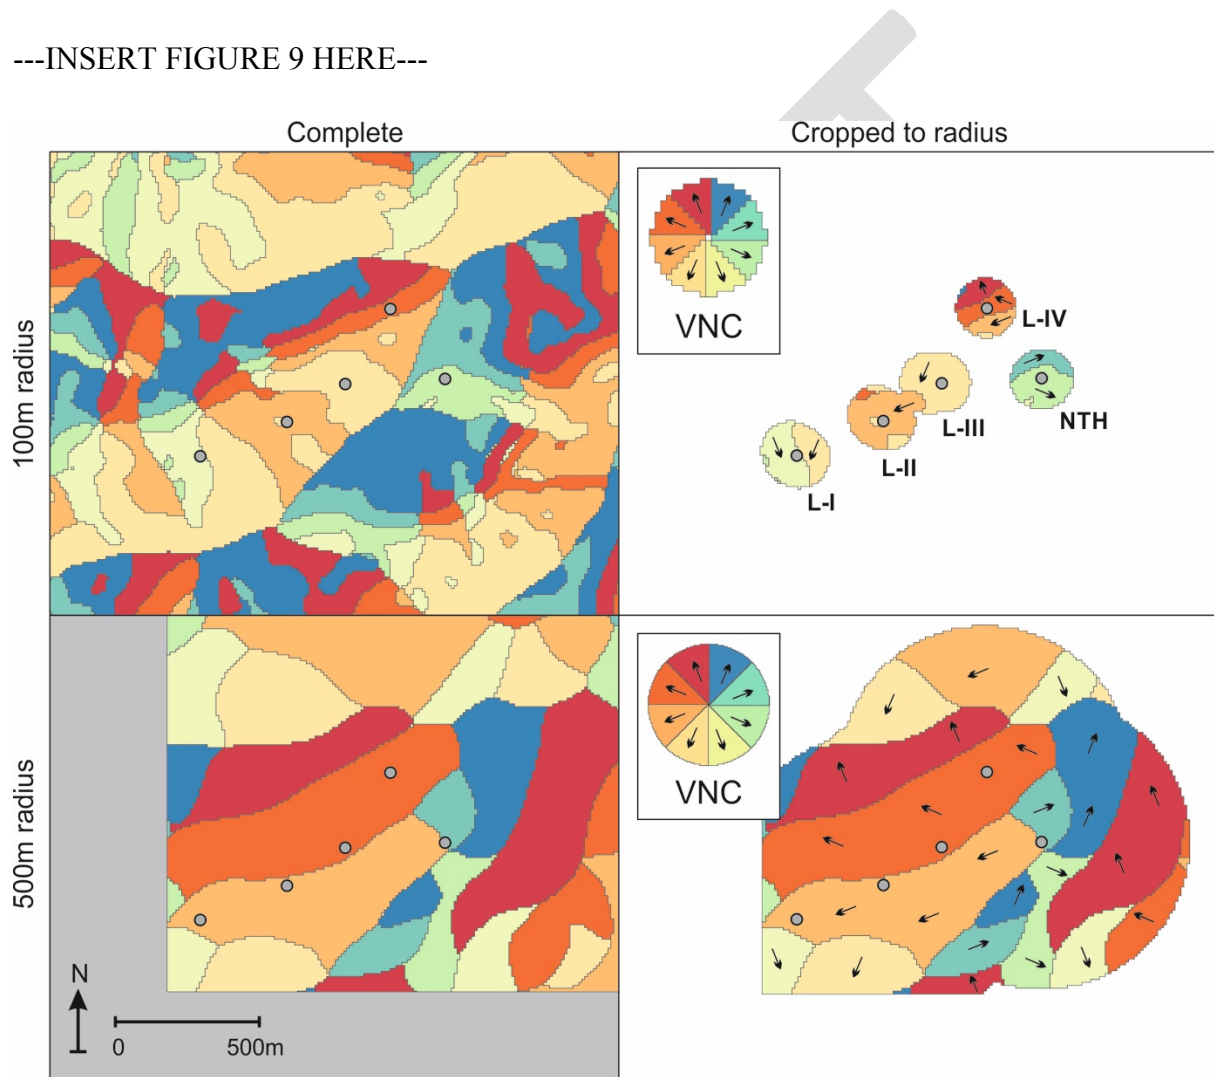 ---INSERT FIGURE 9 HERE---
Complete
Cropped to radius
100m radius
VNC
L-IV
L-III
NTH
L-II
L-I
500m radius
VNC
N
0
500m